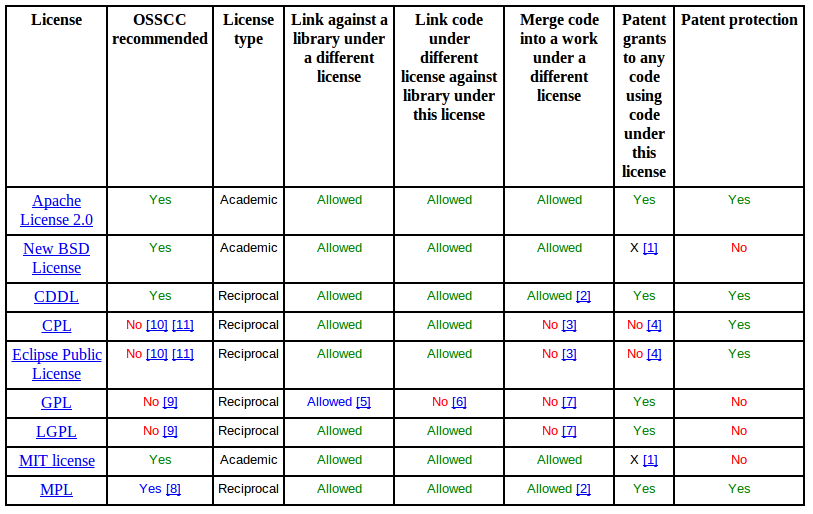 License | OSSCC recommended | License type | Link against a library under a different license | Link code under different license against library under this license | Merge code into a work under a different license | Patent grants to any code using code under this license | Patent protection
Apache License 2.0 | Yes | Academic | Allowed | Allowed | Allowed | Yes | Yes
New BSD License | Yes | Academic | Allowed | Allowed | Allowed | X [1] | No
CDDL | Yes | Reciprocal | Allowed | Allowed | Allowed [2] | Yes | Yes
CPL | No [10] [11] | Reciprocal | Allowed | Allowed | No [3] | No [4] | Yes
Eclipse Public License | No [10] [11] | Reciprocal | Allowed | Allowed | No [3] | No [4] | Yes
GPL | No [9] | Reciprocal | Allowed [5] | No [6] | No [7] | Yes | No
LGPL | No [9] | Reciprocal | Allowed | Allowed | No [7] | Yes | No
MIT license | Yes | Academic | Allowed | Allowed | Allowed | X [1] | No
MPL | Yes [8] | Reciprocal | Allowed | Allowed | Allowed [2] | Yes | Yes